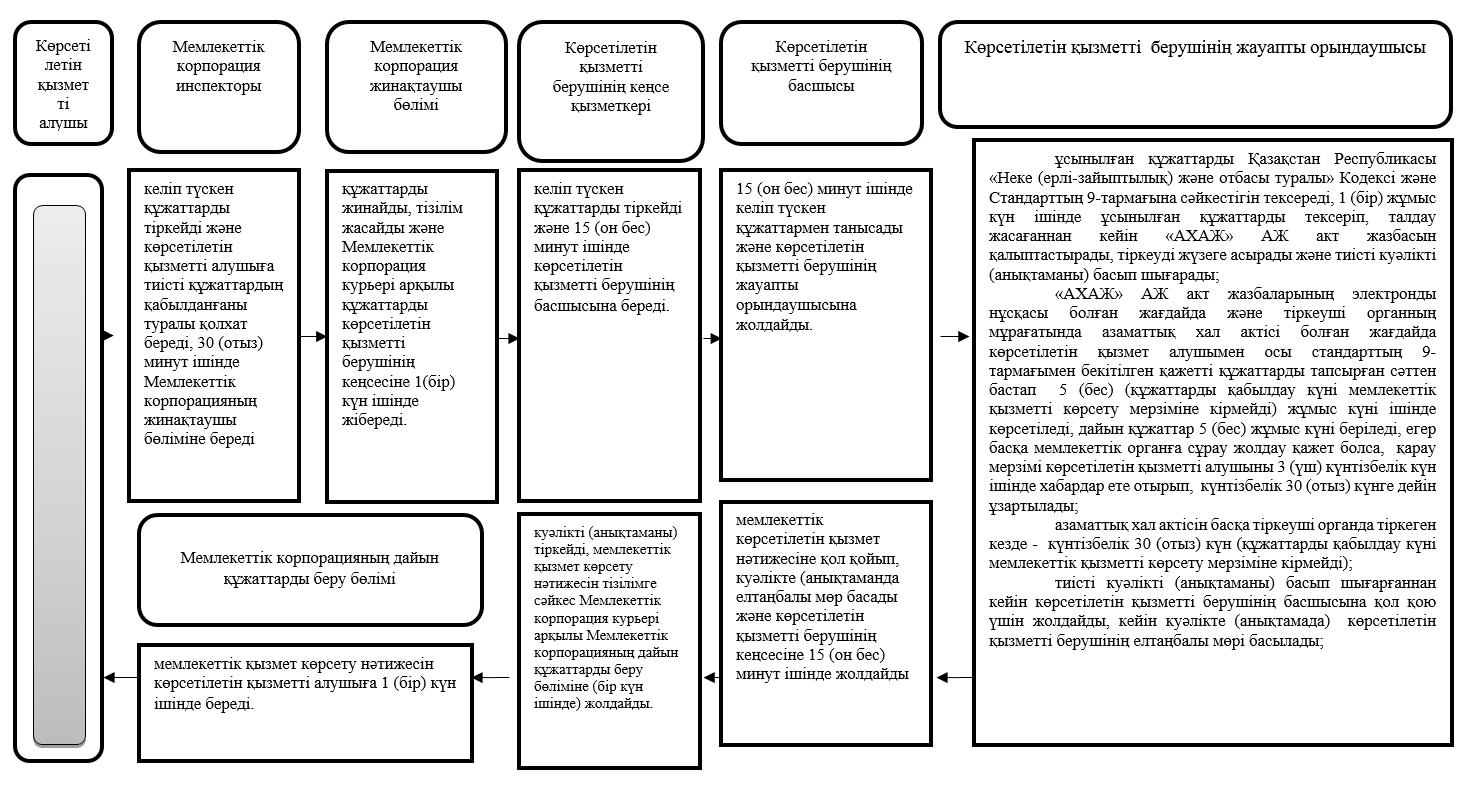 Көрсеті
летін
қызмет
ті
алушы
Мемлекеттік
корпорация
инспекторы
Мемлекеттік
корпорация
жинақтаушы
бөлімі
Көрсетілетін
қызметті
берушінің кеңсе
қызметкері
Көрсетілетін
қызметті берушінің
басшысы
Көрсетілетін қызметті  берушінің жауапты орындаушысы
келіп түскен
құжаттарды
тіркейді және
көрсетілетін
қызметті алушыға
тиісті құжаттардың
қабылданғаны
туралы қолхат
береді, 30 (отыз)
минут ішінде
Мемлекеттік
корпорацияның
жинақтаушы
бөліміне береді
құжаттарды
жинайды, тізілім
жасайды және
Мемлекеттік
корпорация
курьері арқылы
құжаттарды
көрсетілетін
қызметті
берушінің
кеңсесіне 1(бір)
күн ішінде
жібереді.
келіп түскен
құжаттарды тіркейді
және 15 (он бес)
минут ішінде
көрсетілетін
қызметті берушінің
басшысына береді.
15 (он бес) минут ішінде
келіп түскен
құжаттармен танысады
және көрсетілетін
қызметті берушінің
жауапты
орындаушысына
жолдайды.
ұсынылған құжаттарды Қазақстан Республикасы
«Неке (ерлі-зайыптылық) және отбасы туралы» Кодексі және
Стандарттың 9-тармағына сәйкестігін тексереді, 1 (бір) жұмыс
күн ішінде ұсынылған құжаттарды тексеріп, талдау
жасағаннан кейін «АХАЖ» АЖ акт жазбасын
қалыптастырады, тіркеуді жүзеге асырады және тиісті куәлікті
(анықтаманы) басып шығарады;
«АХАЖ» АЖ акт жазбаларының электронды
нұсқасы болған жағдайда және тіркеуші органның
мұрағатында азаматтық хал актісі болған жағдайда
көрсетілетін қызмет алушымен осы стандарттың 9-
тармағымен бекітілген қажетті құжаттарды тапсырған сәттен
бастап  5 (бес) (құжаттарды қабылдау күні мемлекеттік
қызметті көрсету мерзіміне кірмейді) жұмыс күні ішінде
көрсетіледі, дайын құжаттар 5 (бес) жұмыс күні беріледі, егер
басқа мемлекеттік органға сұрау жолдау қажет болса,  қарау
мерзімі көрсетілетін қызметті алушыны 3 (үш) күнтізбелік күн
ішінде хабардар ете отырып,  күнтізбелік 30 (отыз) күнге дейін
ұзартылады;
азаматтық хал актісін басқа тіркеуші органда тіркеген
кезде -  күнтізбелік 30 (отыз) күн (құжаттарды қабылдау күні
мемлекеттік қызметті көрсету мерзіміне кірмейді);
тиісті куәлікті (анықтаманы) басып шығарғаннан
кейін көрсетілетін қызметті берушінің басшысына қол қою
үшін жолдайды, кейін куәлікте (анықтамада)  көрсетілетін
қызметті берушінің елтаңбалы мөрі басылады;
Мемлекеттік корпорацияның дайын
құжаттарды беру бөлімі
мемлекеттік қызмет көрсету нәтижесін
көрсетілетін қызметті алушыға 1 (бір) күн
ішінде береді.
куәлікті (анықтаманы)
тіркейді, мемлекеттік
қызмет көрсету
нәтижесін тізілімге
сәйкес Мемлекеттік
корпорация курьері
арқылы Мемлекеттік
корпорацияның дайын
құжаттарды беру
бөліміне (бір күн
ішінде) жолдайды.
мемлекеттік
көрсетілетін қызмет
нәтижесіне қол қойып,
куәлікте (анықтаманда
елтаңбалы мөр басады
және көрсетілетін
қызметті берушінің
кеңсесіне 15 (он бес)
минут ішінде жолдайды